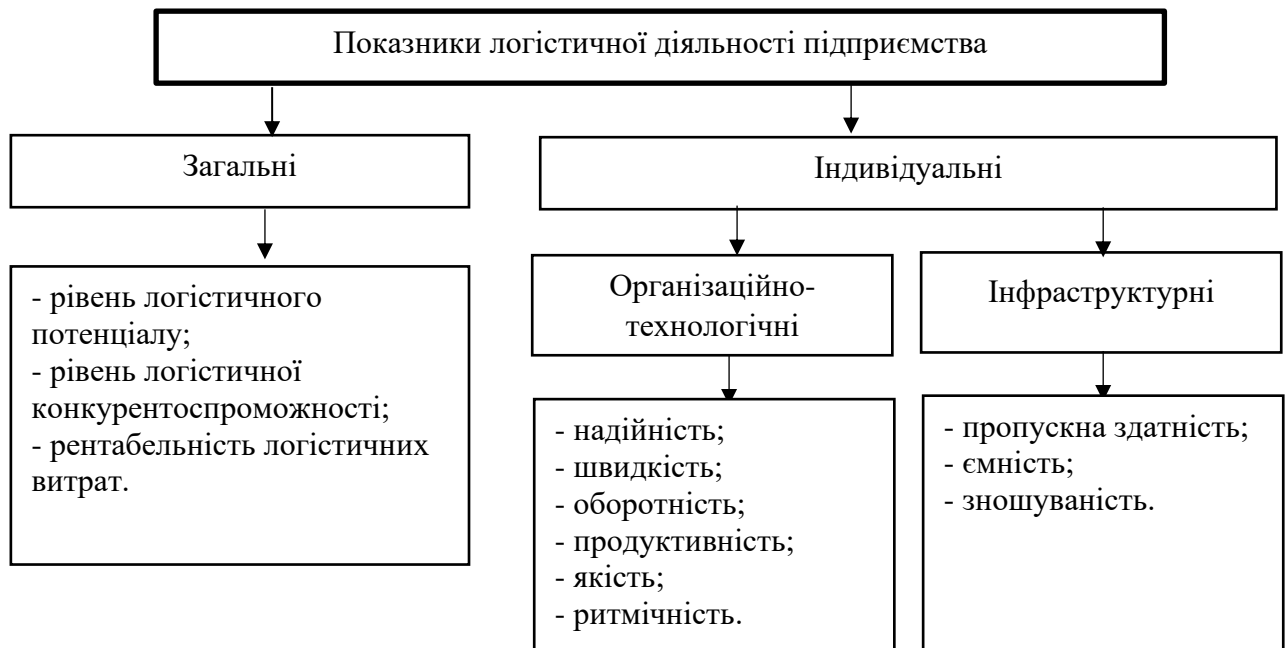 Показники логістичної діяльності підприємства
Загальні
Індивідуальні
- рівень логістичного
потенціалу;
- рівень логістичної
конкурентоспроможності;
- рентабельність логістичних
витрат.
Організаційно-
технологічні
Інфраструктурні
- надійність;
- швидкість;
- оборотність;
- продуктивність;
- якість;
- ритмічність.
- пропускна здатність;
- ємність;
- зношуваність.